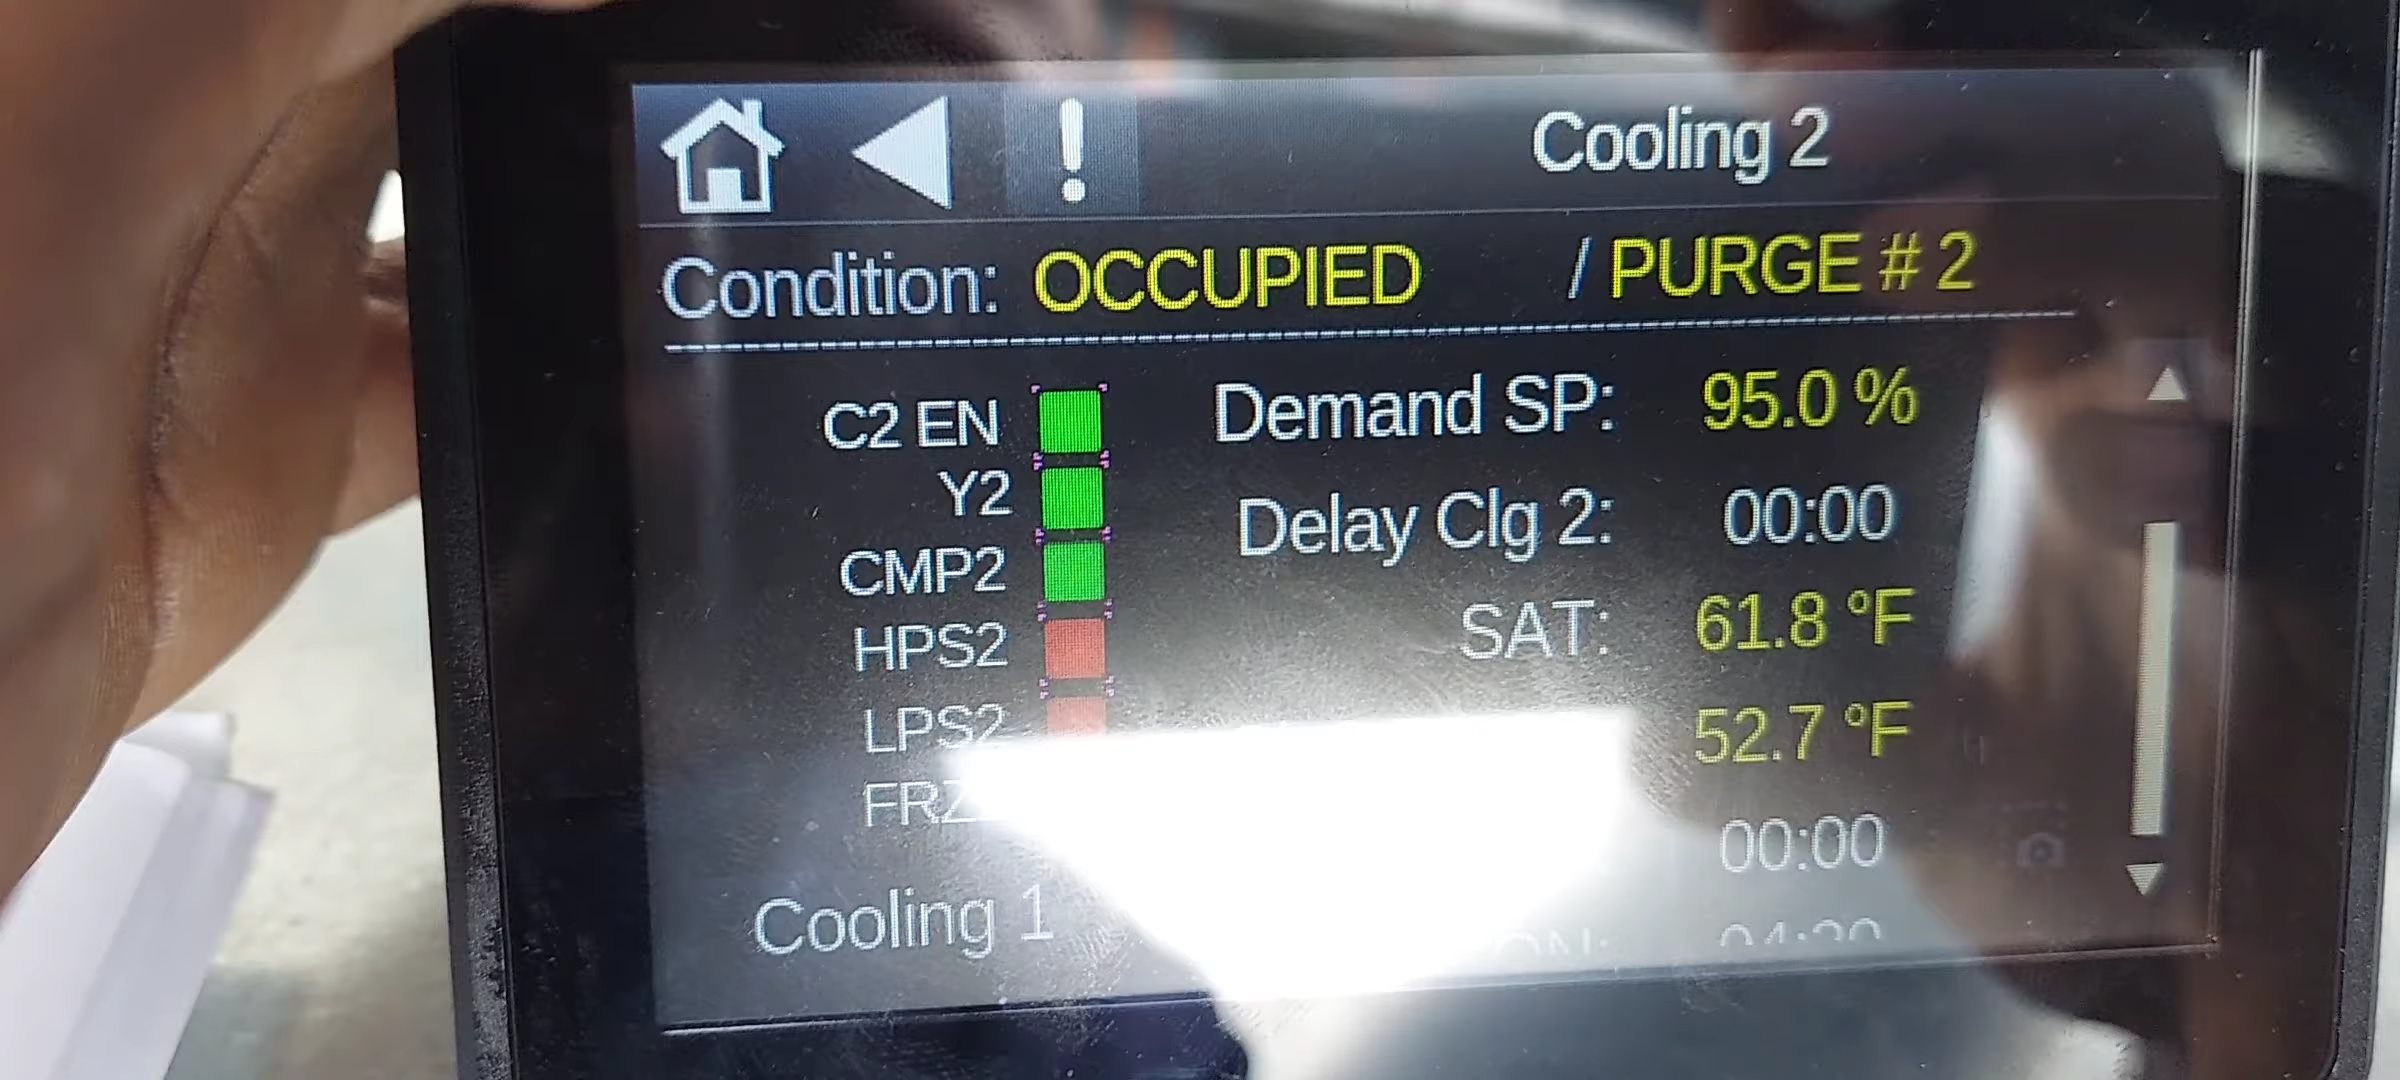 ! Cooling 2
Condition: OCCUPIED / PURGE # 2
C2 EN
Y2
CMP2
HPS2
LPS2
Cooling 1
Demand SP: 95.0 %
Delay Clg 2: 00:00
SAT: 61.8 °F
52.7 °F
00:00
ON: